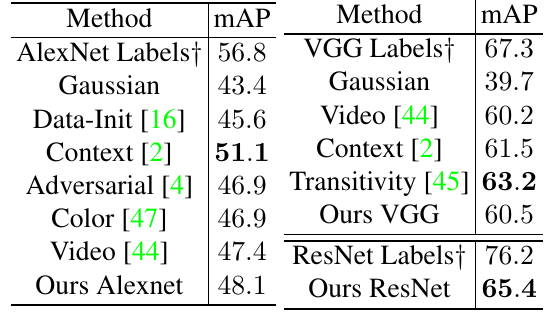 Method mAP
AlexNet Labels† 56.8
Gaussian 43.4
Data-Init [16] 45.6
Context [2] 51.1
Adversarial [4] 46.9
Color [47] 46.9
Video [44] 47.4
Ours Alexnet 48.1
Method mAP
VGG Labels† 67.3
Gaussian 39.7
Video [44] 60.2
Context [2] 61.5
Transitivity [45] 63.2
Ours VGG 60.5
ResNet Labels† 76.2
Ours ResNet 65.4